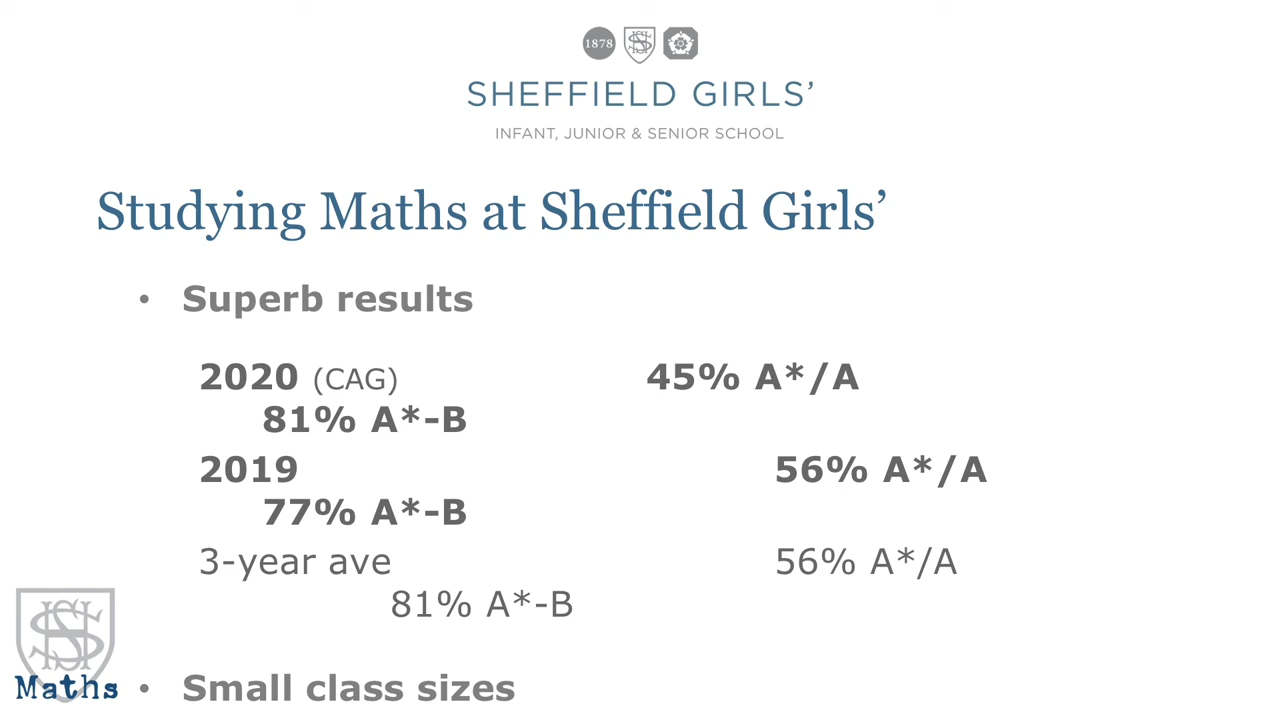 1878
SHEFFIELD GIRLS’
INFANT, JUNIOR & SENIOR SCHOOL
Studying Maths at Sheffield Girls’
• Superb results
2020 (CAG) 45% A*/A
81% A*-B
2019 56% A*/A
77% A*-B
3-year ave 56% A*/A
81% A*-B
Maths
• Small class sizes